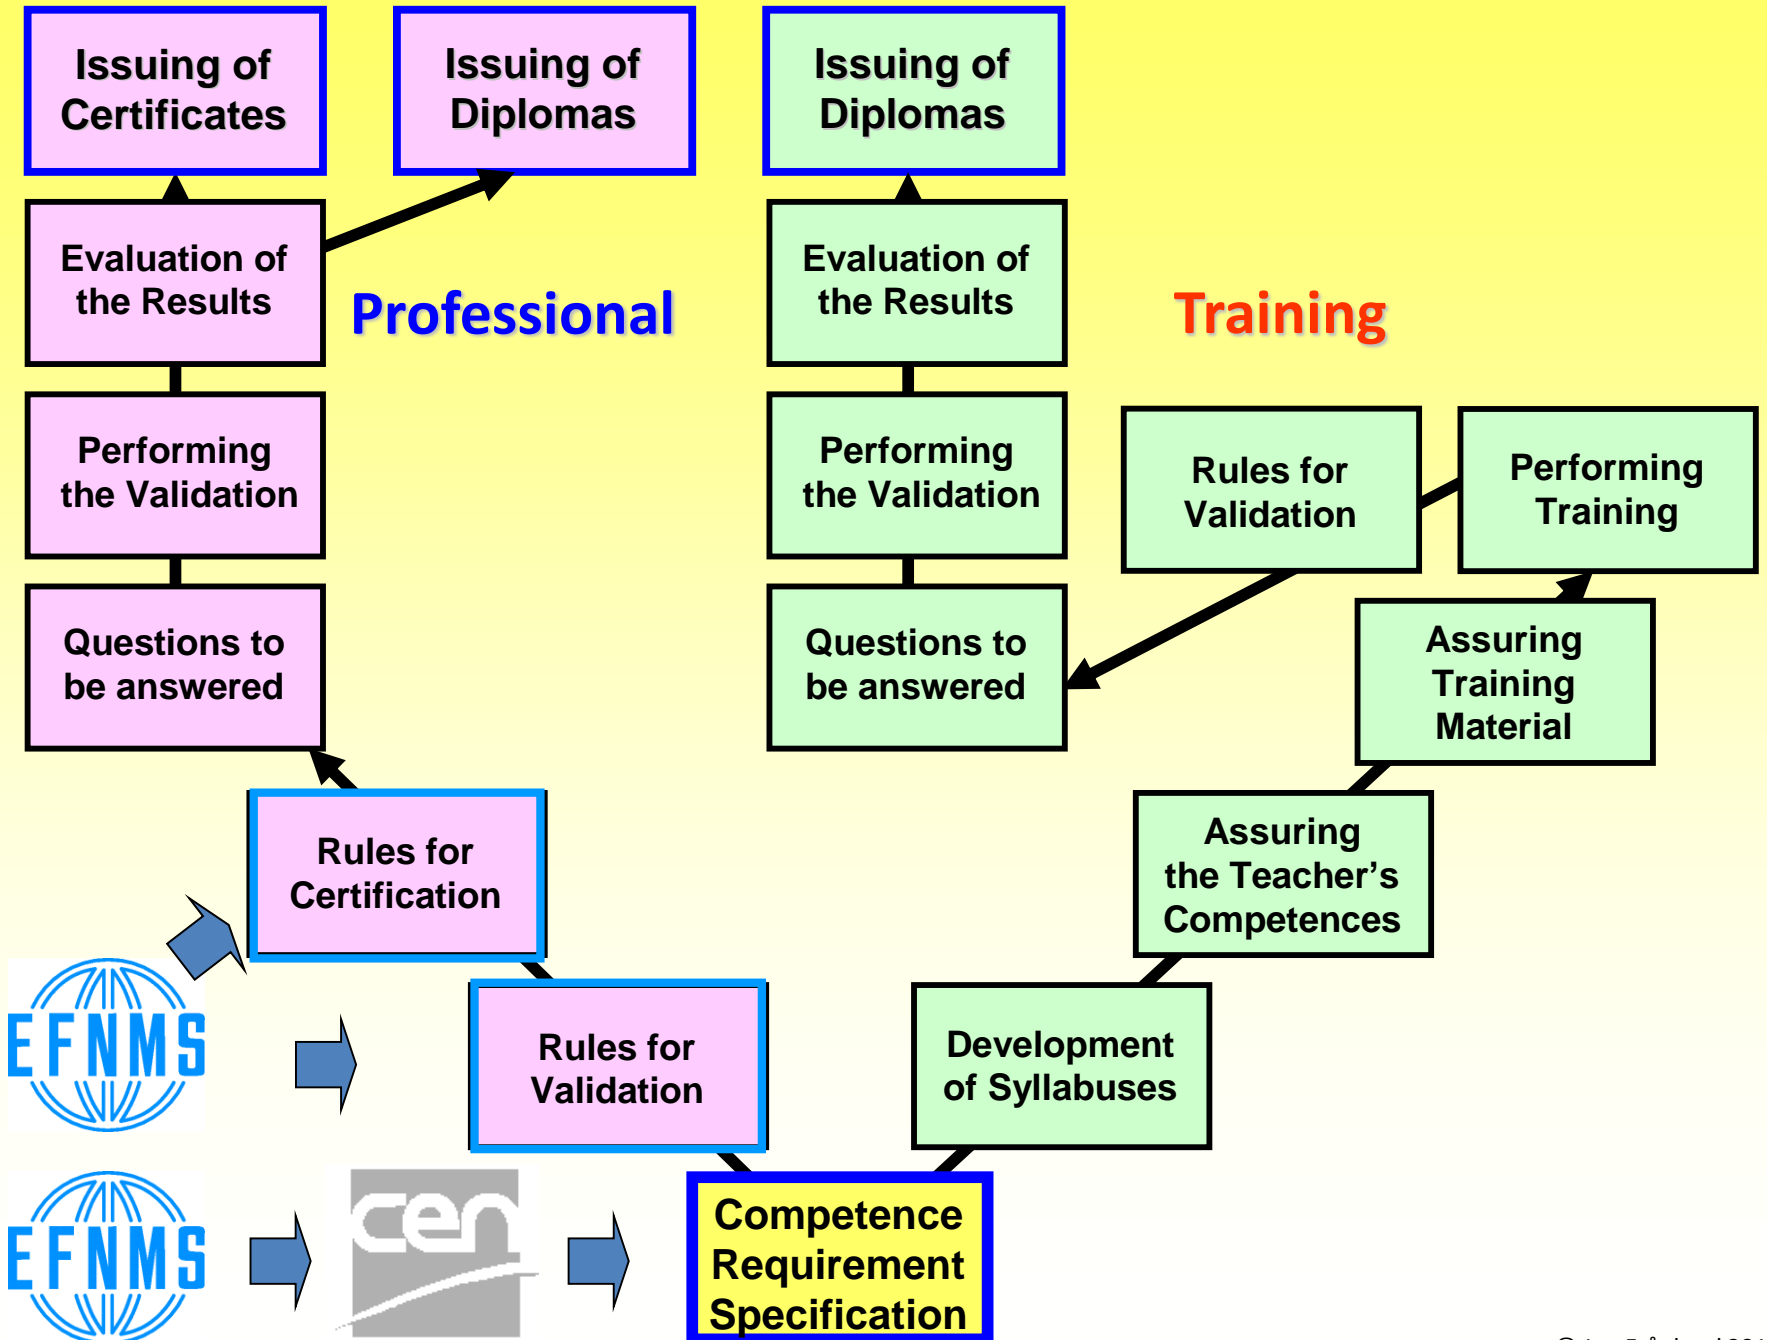 Issuing of
Certificates
Issuing of
Diplomas
Issuing of
Diplomas
Evaluation of
the Results
Professional
Evaluation of
the Results
Training
Performing
the Validation
Performing
the Validation
Rules for
Validation
Performing
Training
Questions to
be answered
Questions to
be answered
Assuring
Training
Material
Rules for
Certification
Assuring
the Teacher’s
Competences
EFNMS
Rules for
Validation
Development
of Syllabuses
EFNMS
cen
Competence
Requirement
Specification